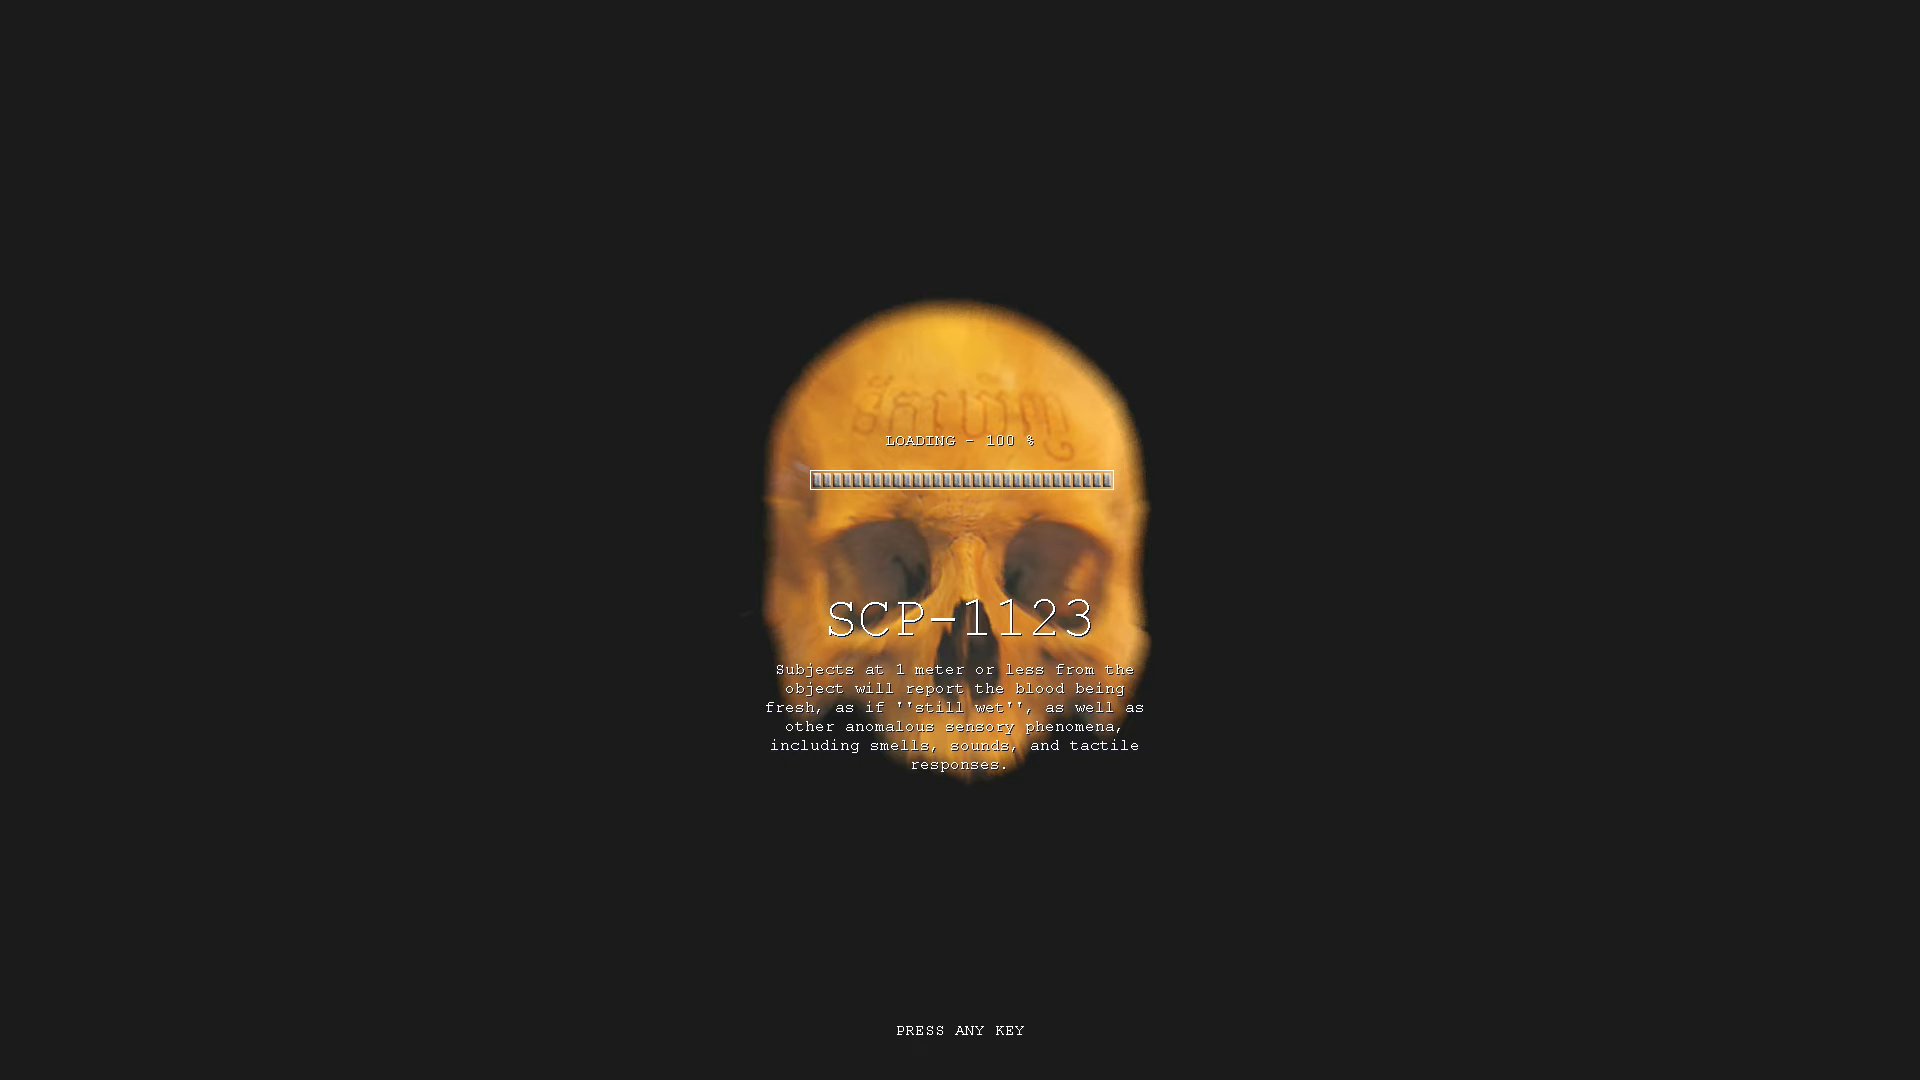 LOADING - 100 %
SCP-1123
Subjects at 1 meter or less from the
object will report the blood being
fresh, as if ''still wet'', as well as
other anomalous sensory phenomena,
including smells, sounds, and tactile
responses.
PRESS ANY KEY